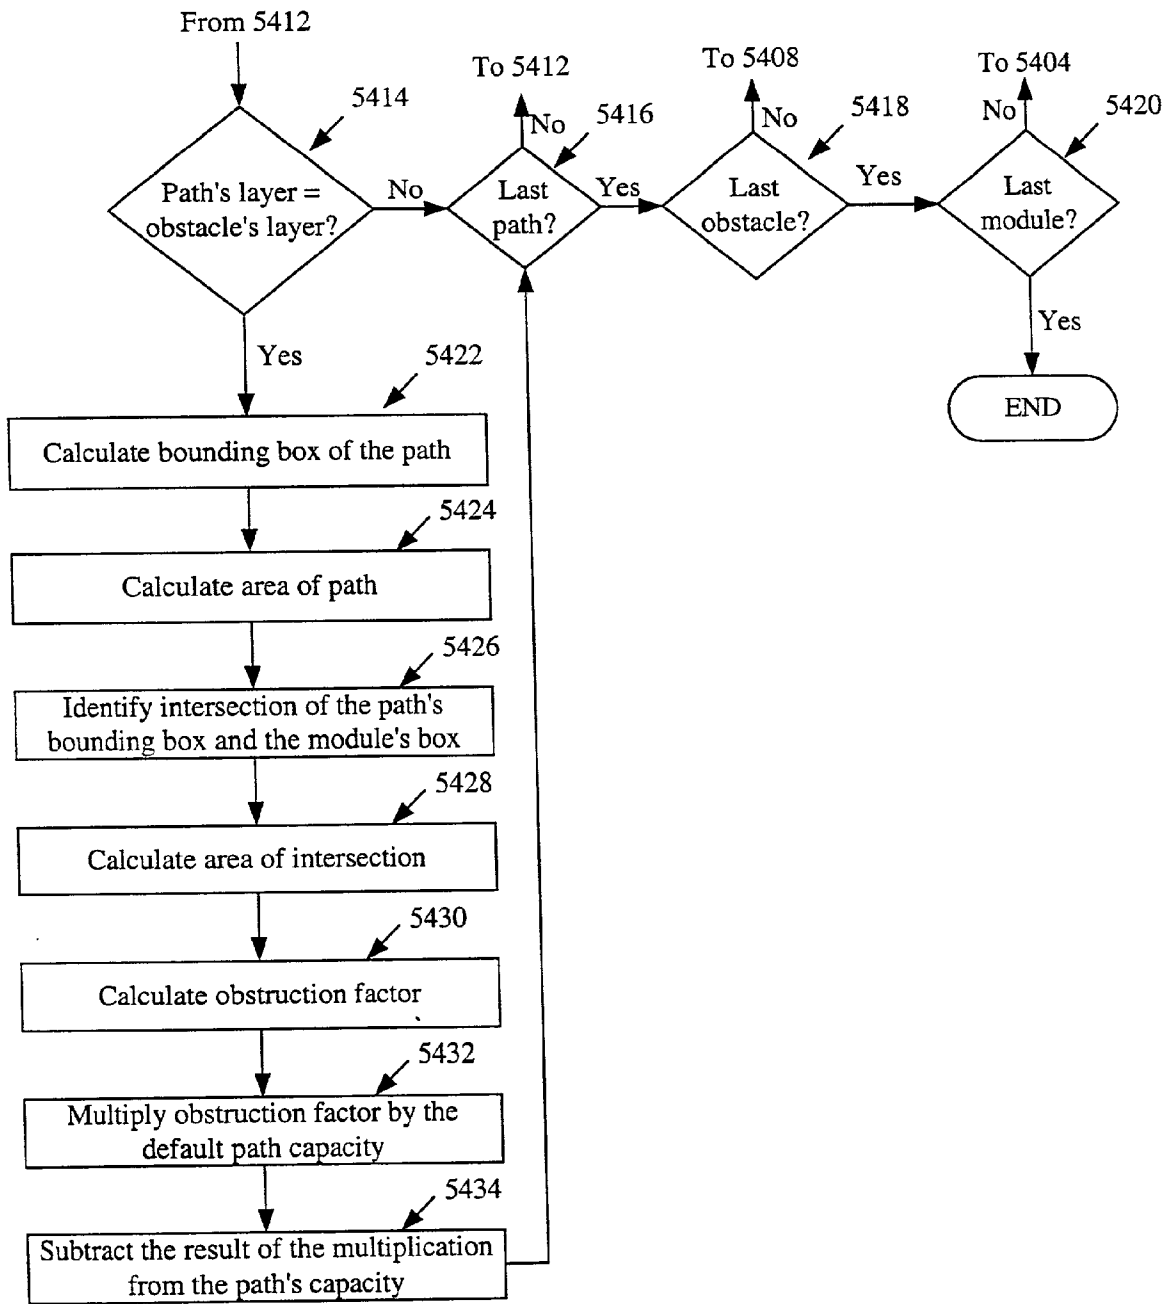 From 5412
To 5412
To 5408
To 5404
5414
No
5416
No
5418
No
5420
Path's layer =
obstacle's layer?
No
Last
path?
Yes
Last
obstacle?
Yes
Last
module?
Yes
END
Yes
5422
Calculate bounding box of the path
5424
Calculate area of path
5426
Identify intersection of the path's
bounding box and the module's box
5428
Calculate area of intersection
5430
Calculate obstruction factor
5432
Multiply obstruction factor by the
default path capacity
5434
Subtract the result of the multiplication
from the path's capacity